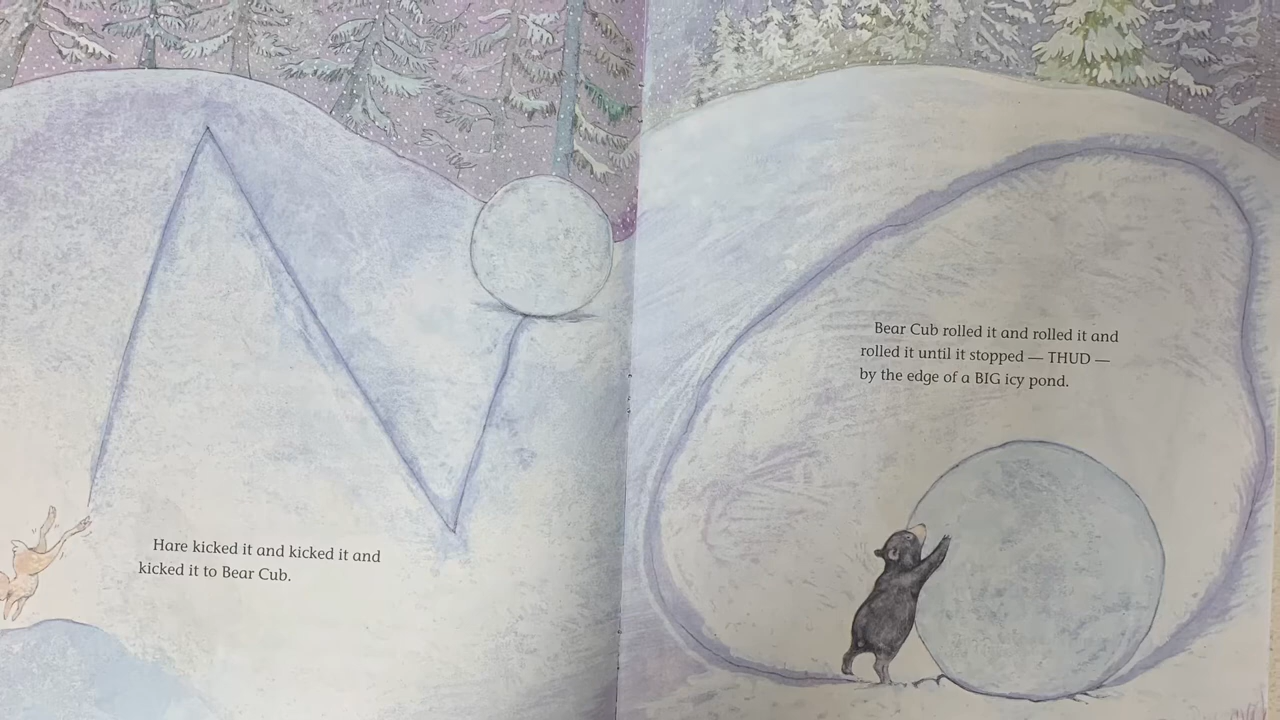 Hare kicked it and kicked it and
kicked it to Bear Cub.
Bear Cub rolled it and rolled it and
rolled it until it stopped — THUD —
by the edge of a BIG icy pond.